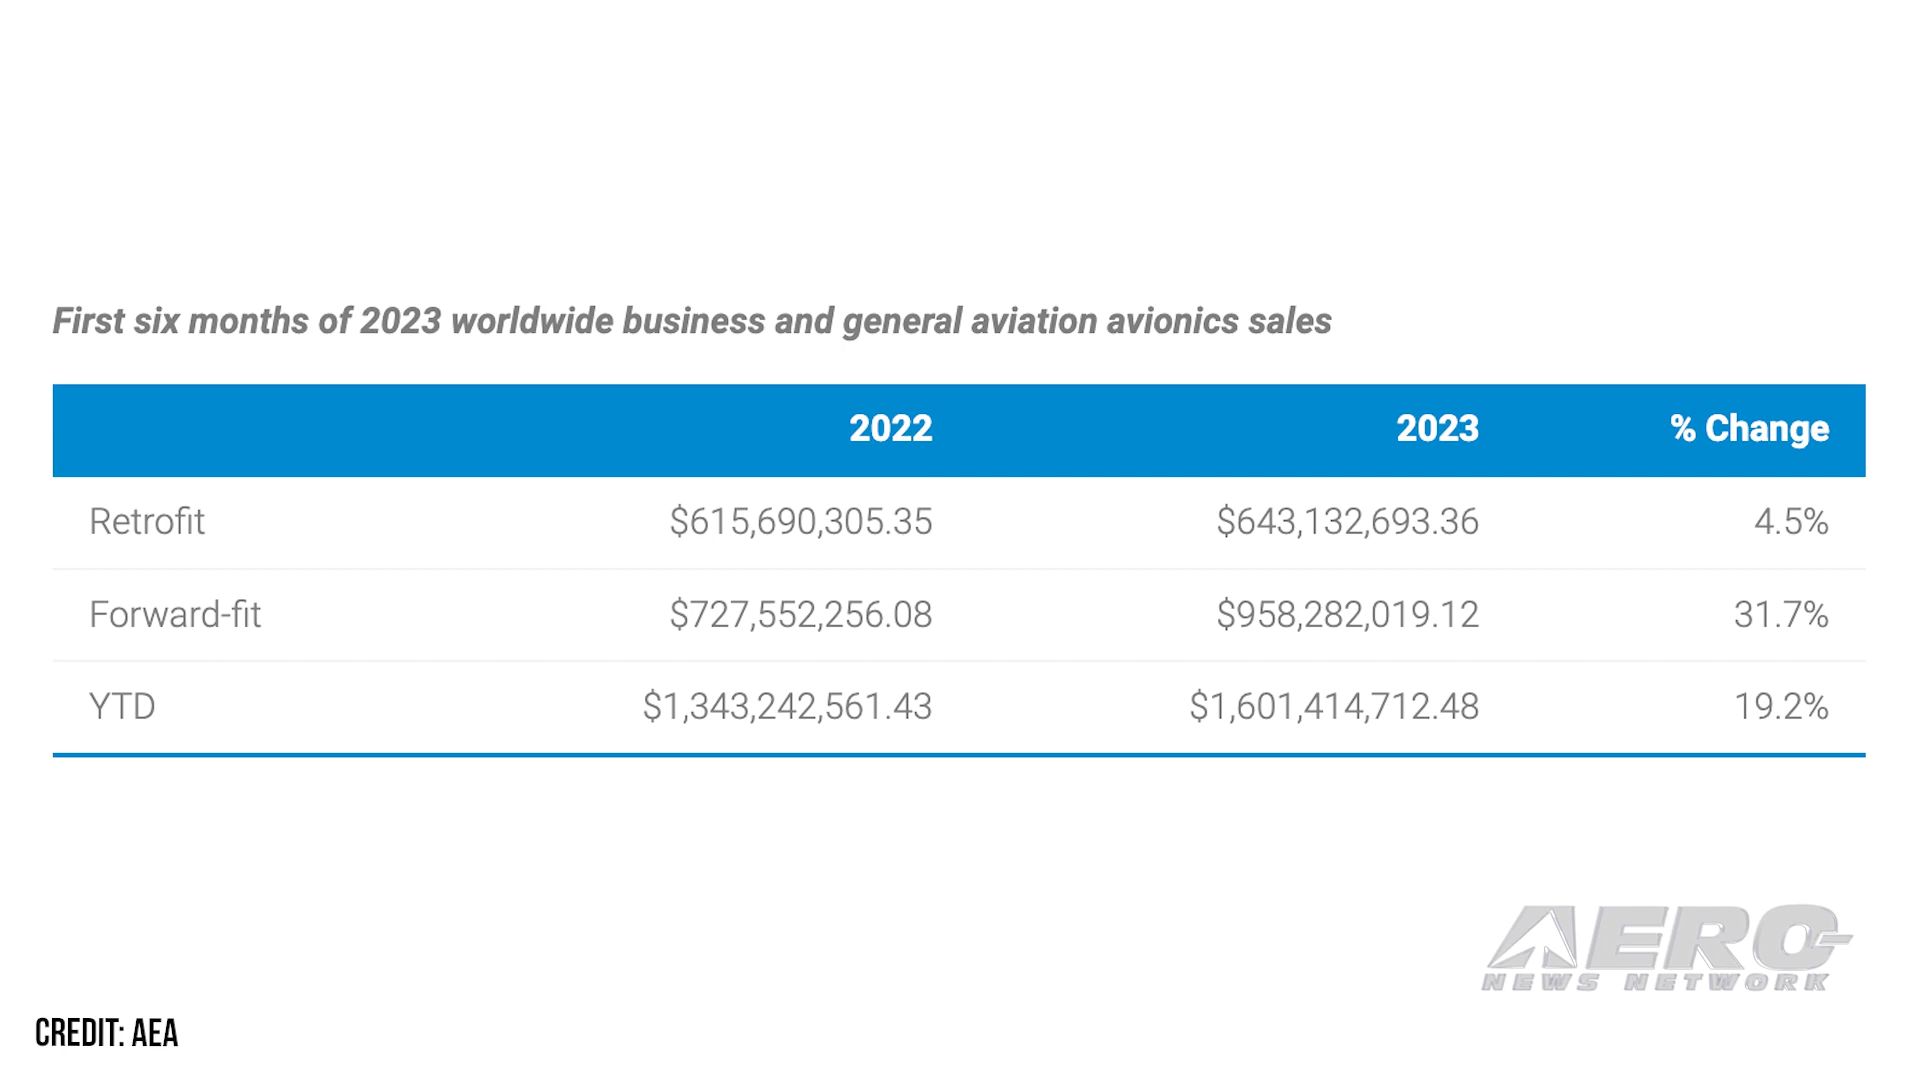 First six months of 2023 worldwide business and general aviation avionics sales
2022 2023 % Change
Retrofit $615,690,305.35 $643,132,693.36 4.5%
Forward-fit $727,552,256.08 $958,282,019.12 31.7%
YTD $1,343,242,561.43 $1,601,414,712.48 19.2%
AERO
NEWS NETWORK
CREDIT: AEA